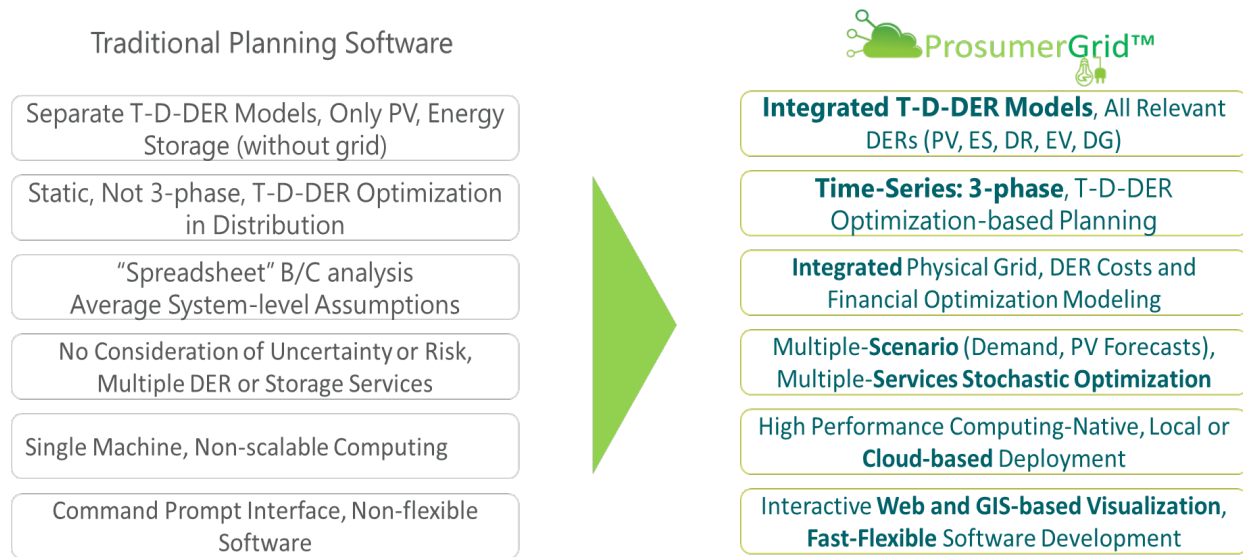 Traditional Planning Software
Separate T-D-DER Models, Only PV, Energy
Storage (without grid)
Static, Not 3-phase, T-D-DER Optimization
in Distribution
“Spreadsheet” B/C analysis
Average System-level Assumptions
No Consideration of Uncertainty or Risk,
Multiple DER or Storage Services
Single Machine, Non-scalable Computing
Command Prompt Interface, Non-flexible
Software
ProsumerGrid™
Integrated T-D-DER Models, All Relevant
DERs (PV, ES, DR, EV, DG)
Time-Series: 3-phase, T-D-DER
Optimization-based Planning
Integrated Physical Grid, DER Costs and
Financial Optimization Modeling
Multiple-Scenario (Demand, PV Forecasts),
Multiple-Services Stochastic Optimization
High Performance Computing-Native, Local or
Cloud-based Deployment
Interactive Web and GIS-based Visualization,
Fast-Flexible Software Development